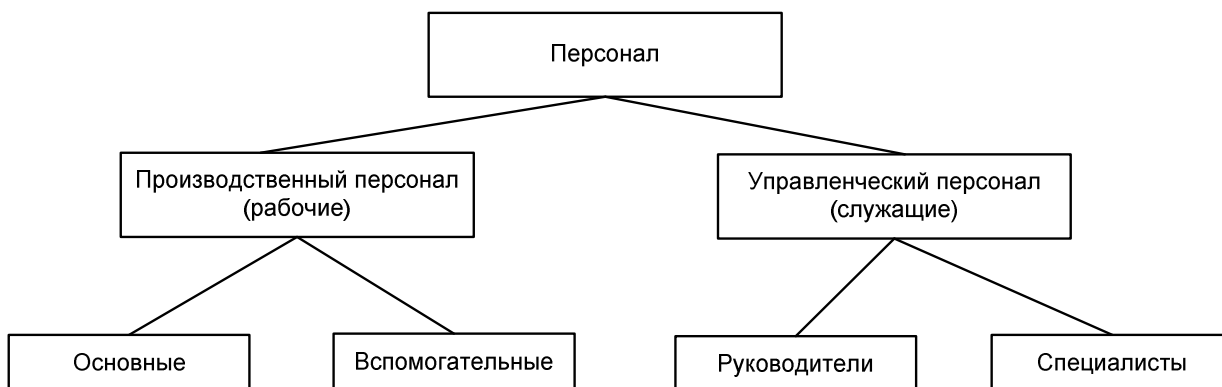 Персонал
Производственный персонал
(рабочие)
Управленческий персонал
(служащие)
Основные
Вспомогательные
Руководители
Специалисты